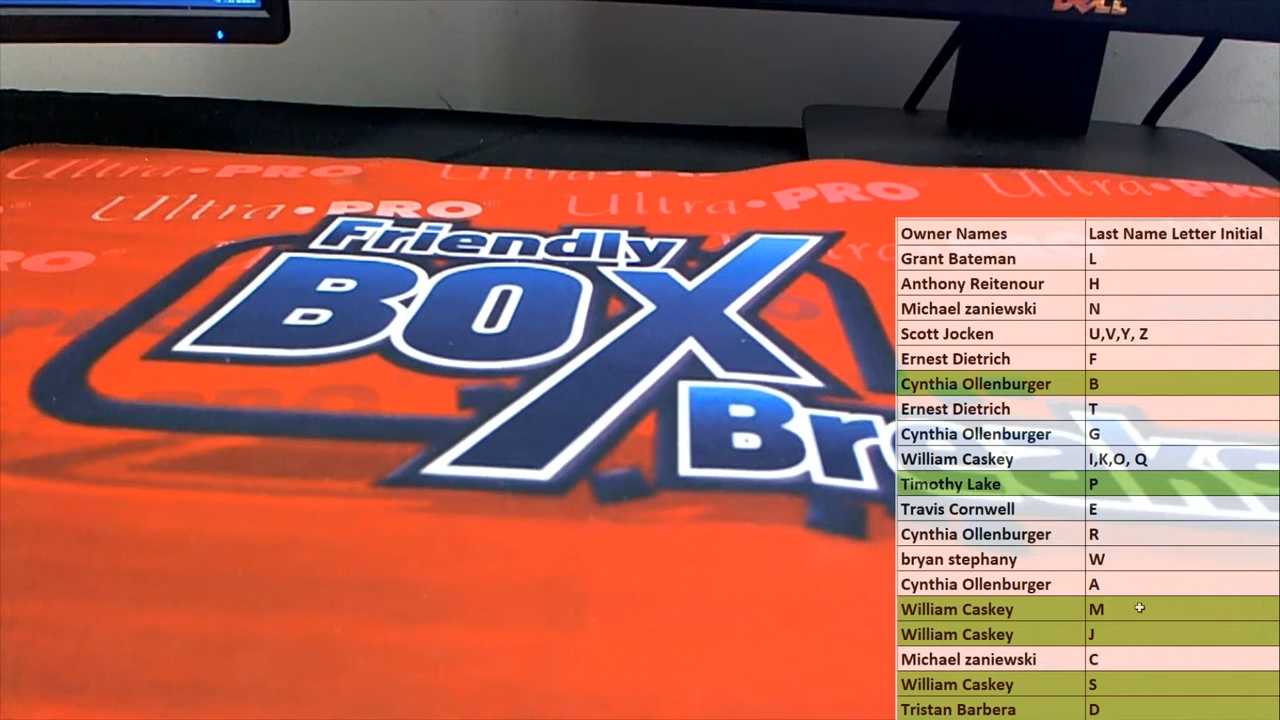 DELL
Ultra•PRO
Ultra•PRO
Ultra•PRO
Ultra•PRO
Friendly
BOX
Breaks
Owner Names Last Name Letter Initial
Grant Bateman L
Anthony Reitenour H
Michael zaniewski N
Scott Jocken U,V,Y, Z
Ernest Dietrich F
Cynthia Ollenburger B
Ernest Dietrich T
Cynthia Ollenburger G
William Caskey I,K,O, Q
Timothy Lake P
Travis Cornwell E
Cynthia Ollenburger R
bryan stephany W
Cynthia Ollenburger A
William Caskey M
William Caskey J
Michael zaniewski C
William Caskey S
Tristan Barbera D